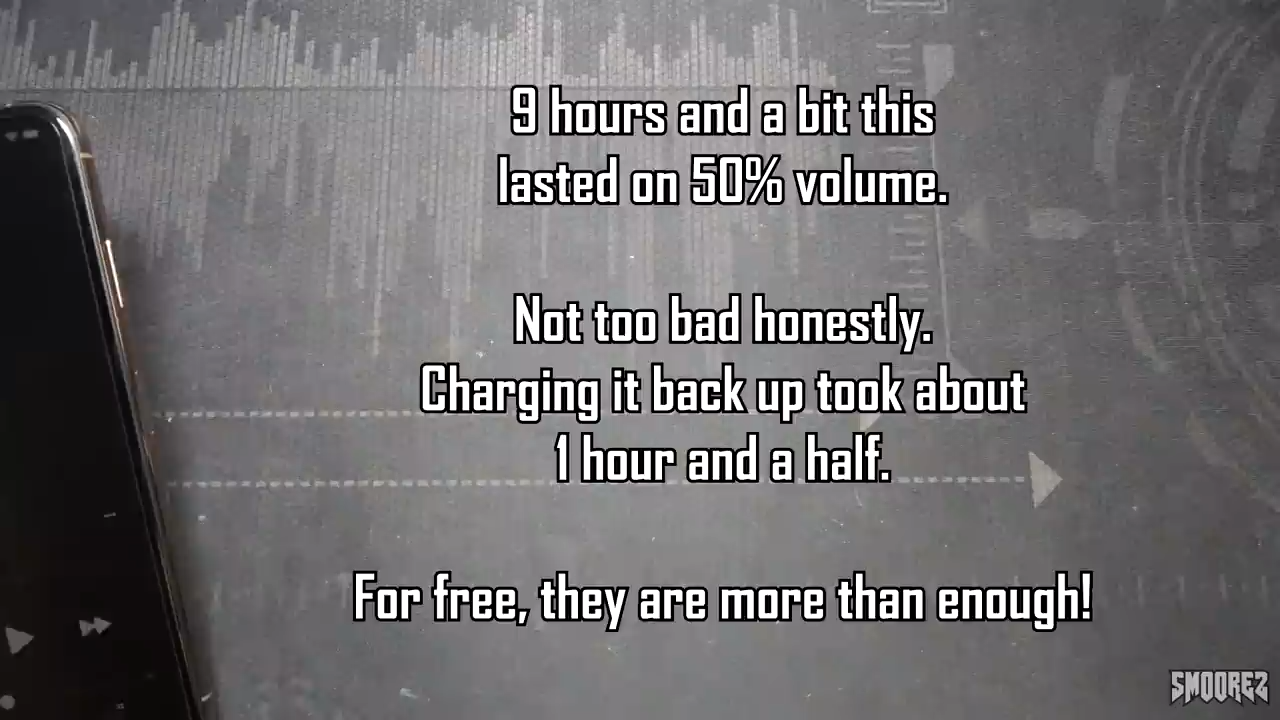 9 hours and a bit this
lasted on 50% volume.
Not too bad honestly.
Charging it back up took about
1 hour and a half.
For free, they are more than enough!
SMOOREZ